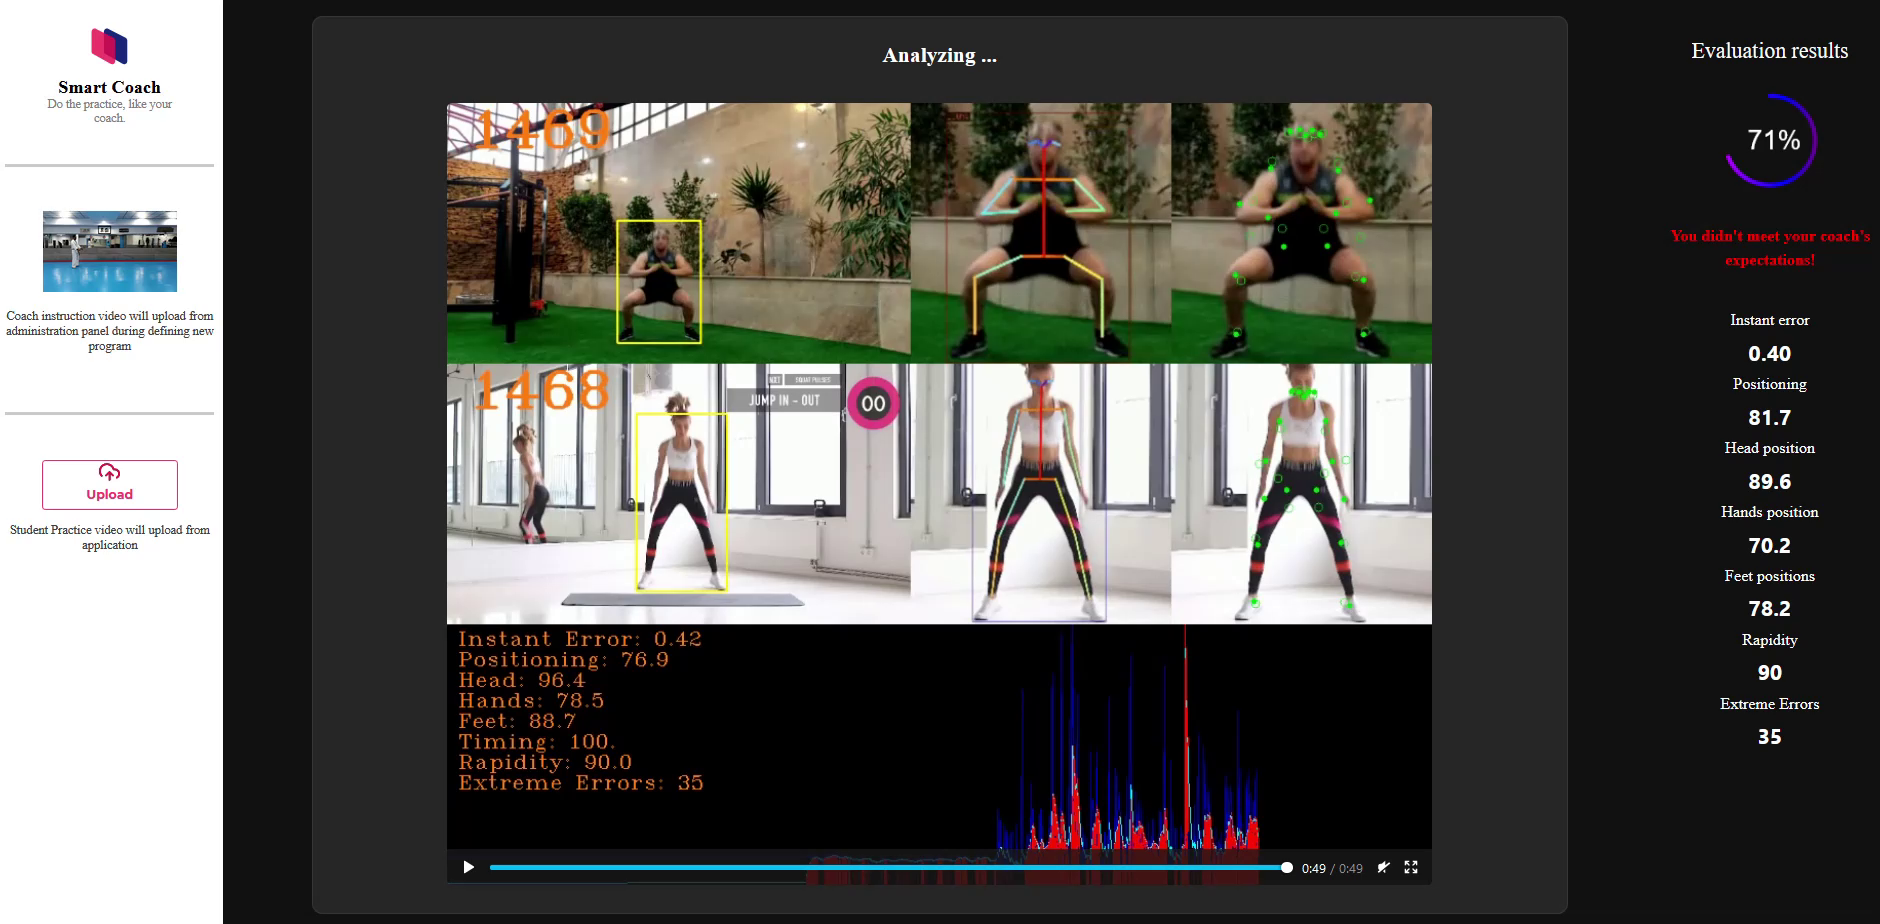 Smart Coach
Do the practice, like your
coach.
Coach instruction video will upload from
administration panel during defining new
program
Upload
Student Practice video will upload from
application
Analyzing ...
1469
1468
SQUAT PULSES
JUMP IN - OUT
00
Instant Error: 0.42
Positioning: 76.9
Head: 96.4
Hands: 78.5
Feet: 88.7
Timing: 100.
Rapidity: 90.0
Extreme Errors: 35
0:49 / 0:49
Evaluation results
71%
You didn't meet your coach's
expectations!
Instant error
0.40
Positioning
81.7
Head position
89.6
Hands position
70.2
Feet positions
78.2
Rapidity
90
Extreme Errors
35